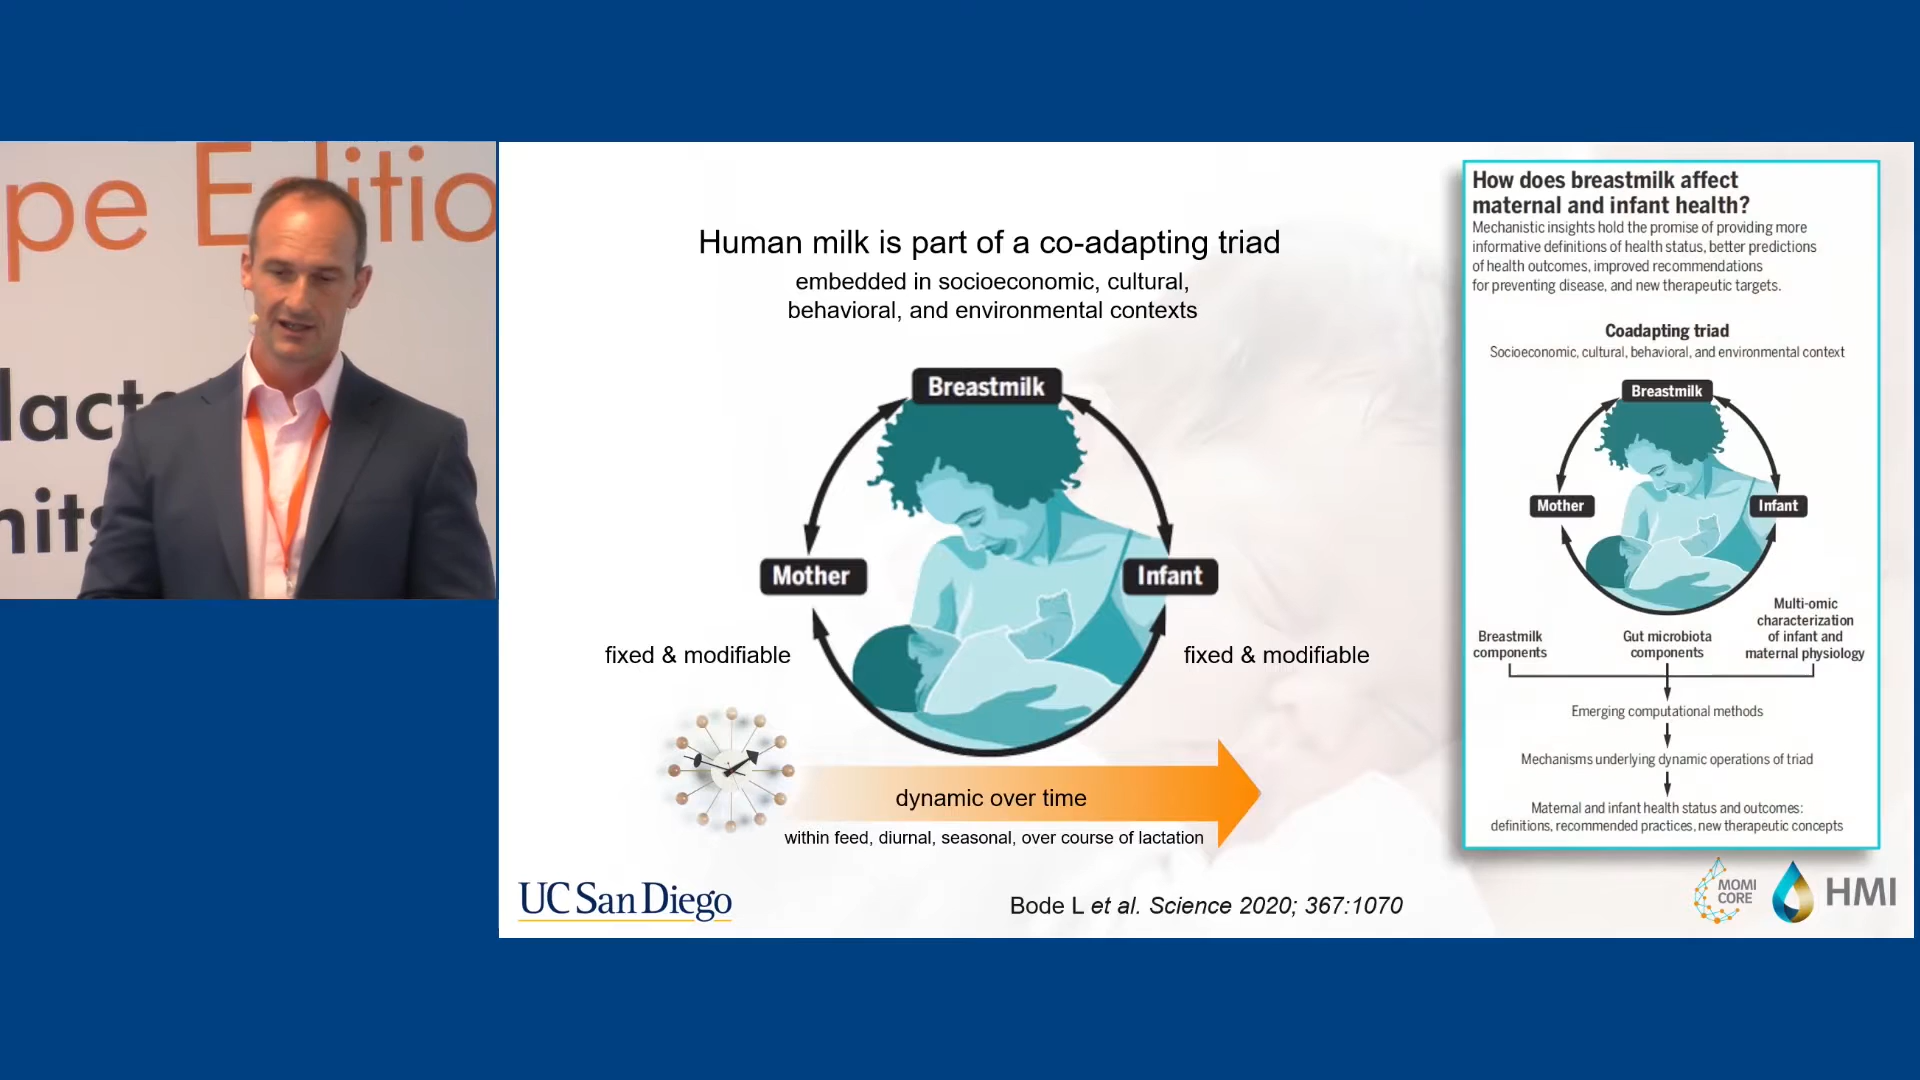 pe Editio
lact
nits
Human milk is part of a co-adapting triad
embedded in socioeconomic, cultural,
behavioral, and environmental contexts
Breastmilk
Mother
Infant
fixed & modifiable
fixed & modifiable
dynamic over time
within feed, diurnal, seasonal, over course of lactation
UC San Diego
Bode L et al. Science 2020; 367:1070
How does breastmilk affect
maternal and infant health?
Mechanistic insights hold the promise of providing more
informative definitions of health status, better predictions
of health outcomes, improved recommendations
for preventing disease, and new therapeutic targets.
Coadapting triad
Socioeconomic, cultural, behavioral, and environmental context
Breastmilk
Mother
Infant
Breastmilk
components
Gut microbiota
components
Multi-omic
characterization
of infant and
maternal physiology
Emerging computational methods
Mechanisms underlying dynamic operations of triad
Maternal and infant health status and outcomes:
definitions, recommended practices, new therapeutic concepts
MOMI
CORE
HMI